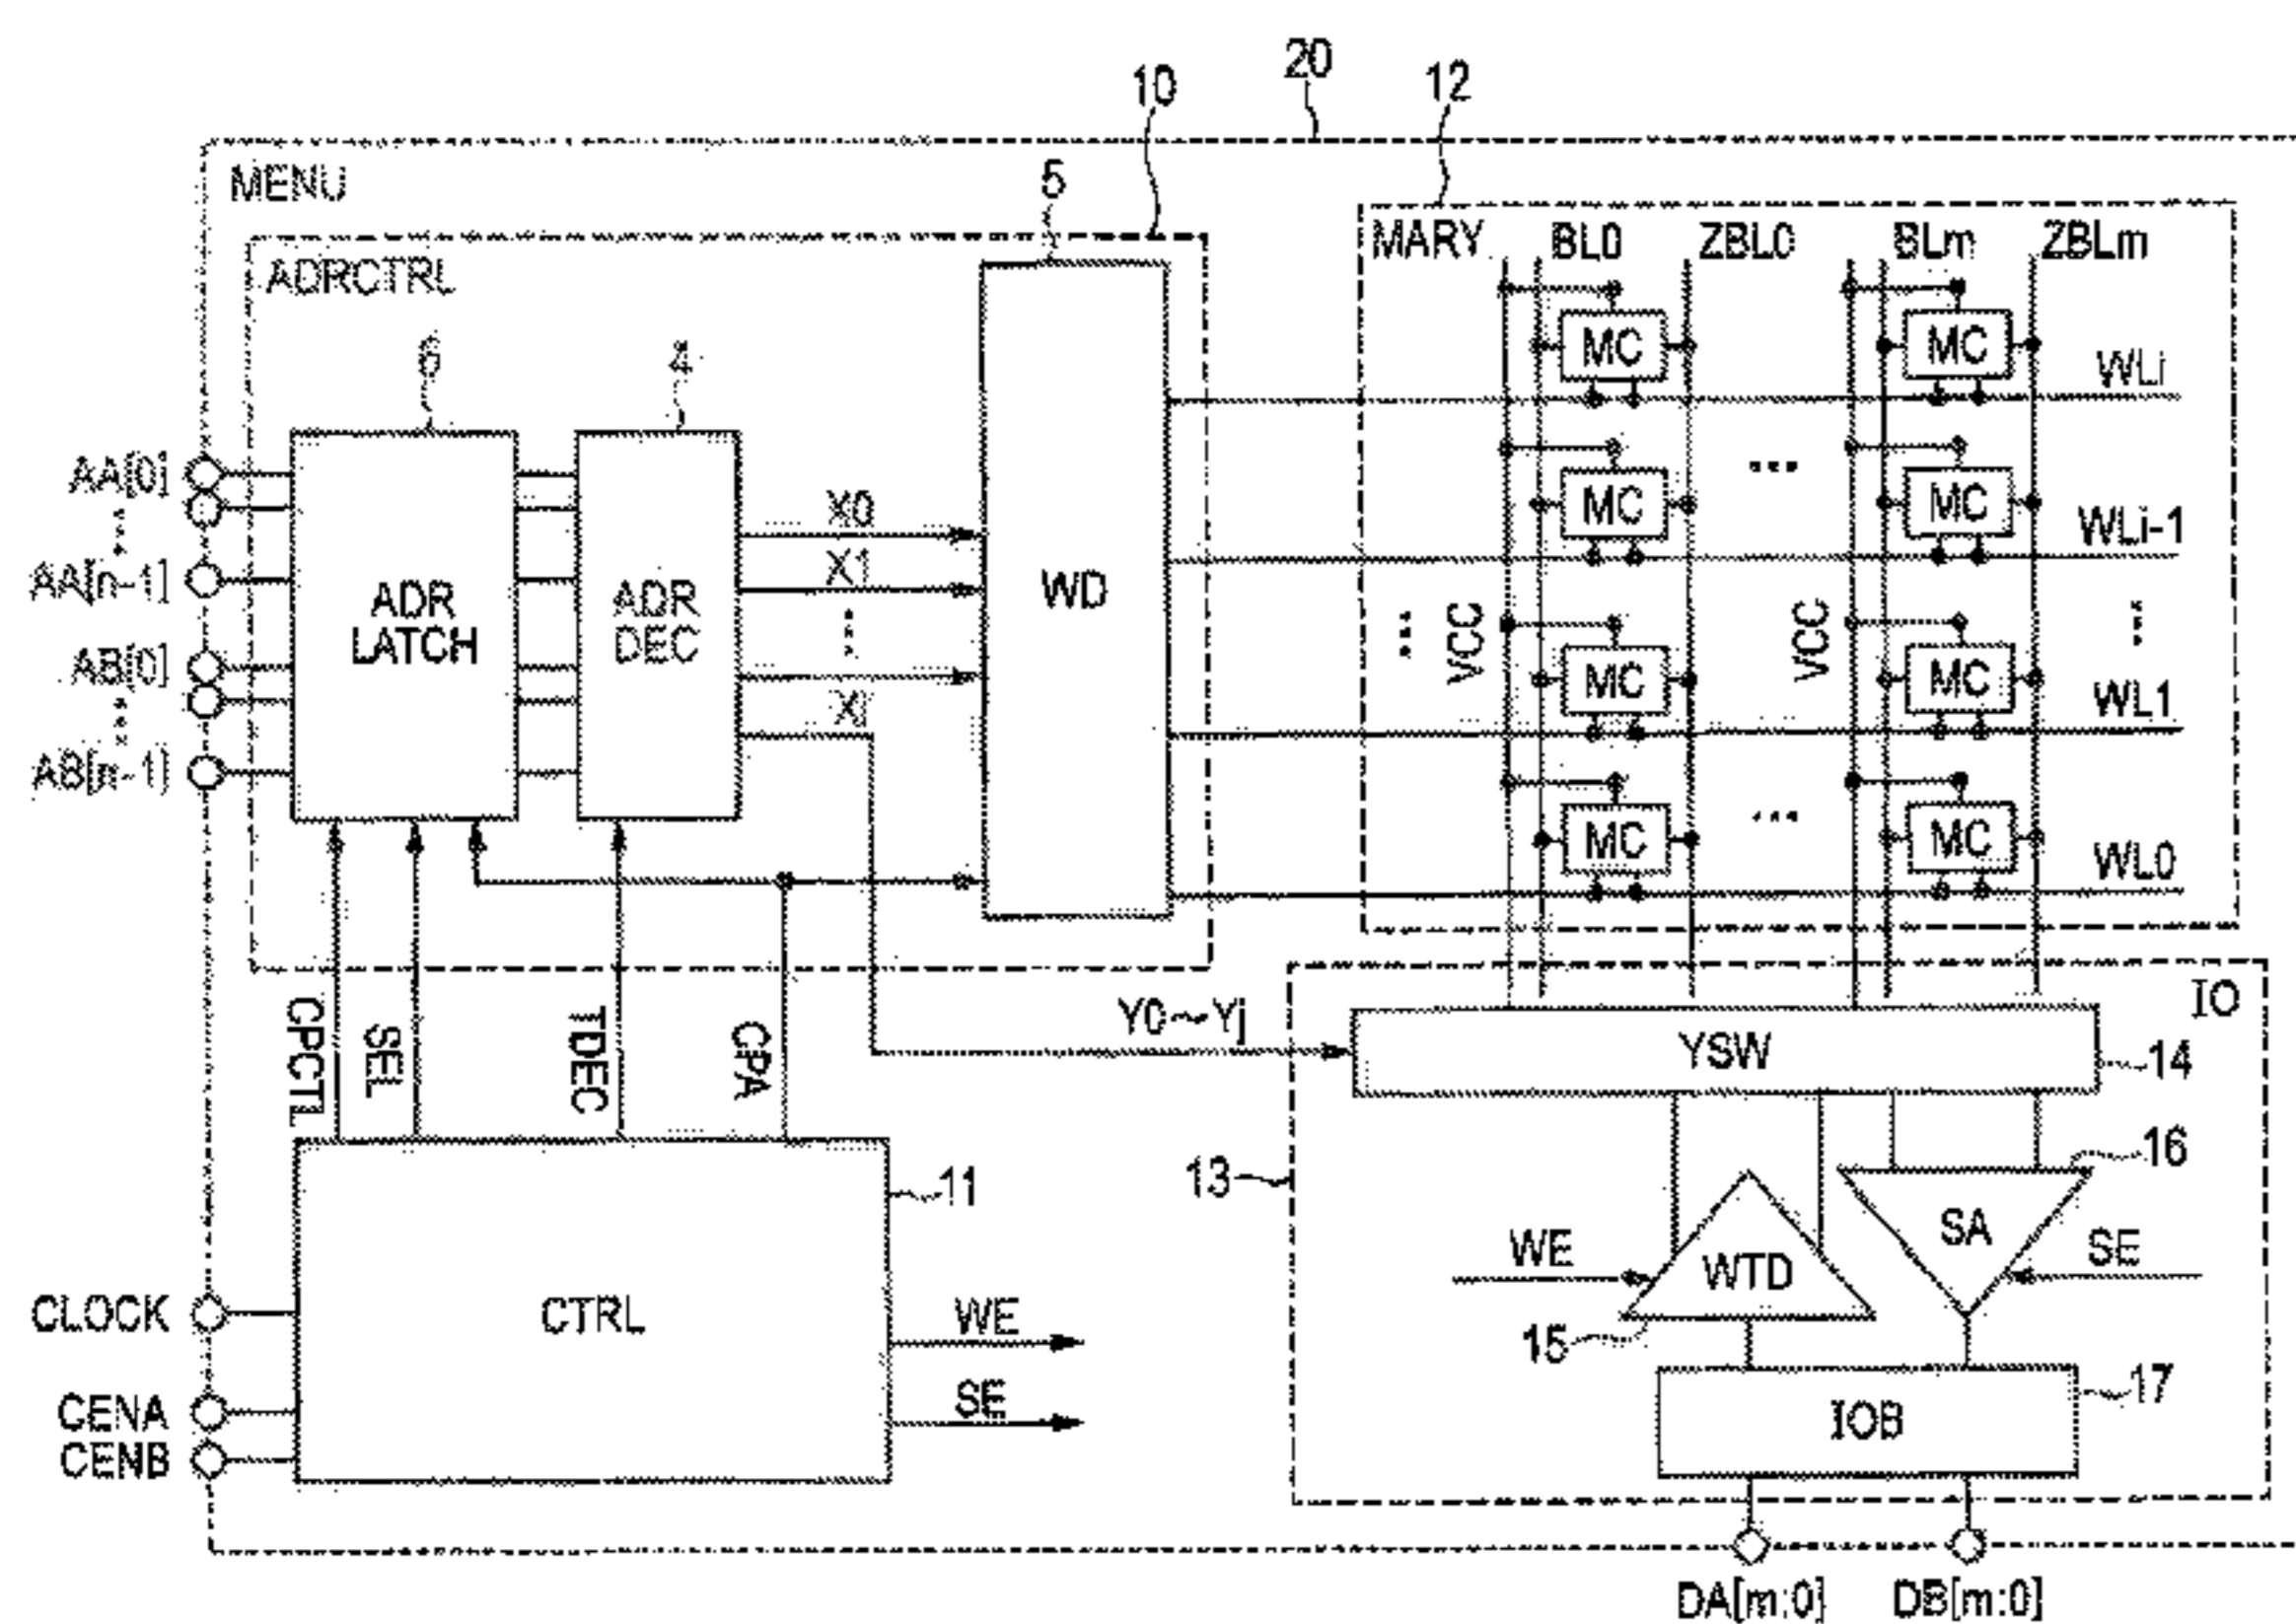 20
10
12
MENU
5
ADRCTRL
MARY
BL0
ZBL0
BLm
ZBLm
6
4
MC
MC
WLi
AA[0]
X0
MC
MC
WLi-1
AA[n-1]
X1
ADR
LATCH
ADR
DEC
WD
VCC
VCC
AB[0]
MC
MC
WL1
AB[n-1]
MC
MC
WL0
CPCTL
SEL
TDEC
CPA
Y0~Yj
IO
YSW
14
13
16
11
WE
WTD
SA
SE
15
CLOCK
CTRL
WE
SE
CENA
CENB
IOB
17
DA[m:0]
DB[m:0]